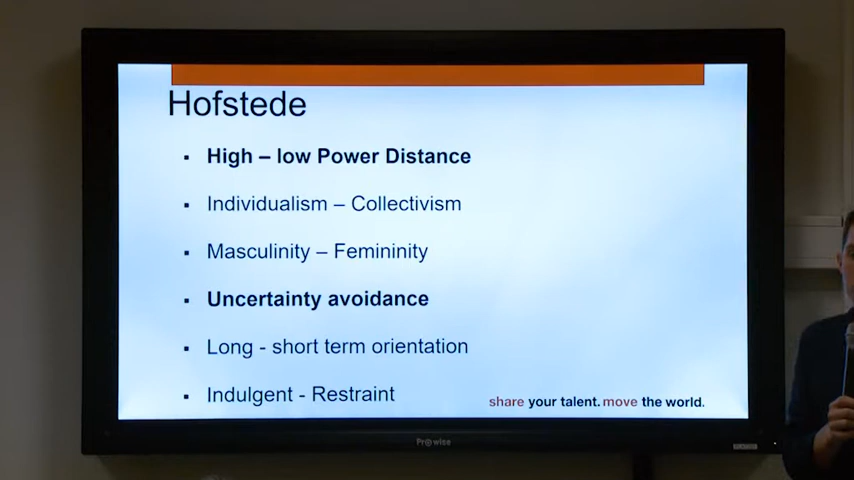 Hofstede
▪ High – low Power Distance
▪ Individualism – Collectivism
▪ Masculinity – Femininity
▪ Uncertainty avoidance
▪ Long - short term orientation
▪ Indulgent - Restraint
share your talent. move the world.
Prowise